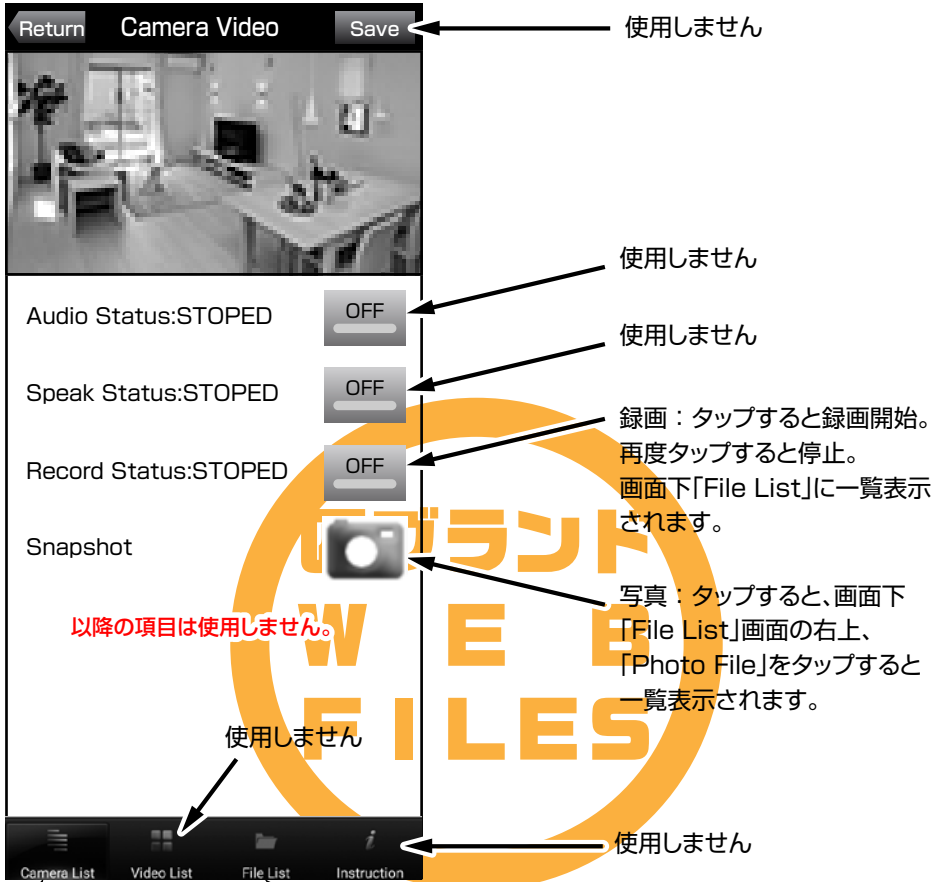 Return
Camera Video
Save
使用しません
使用しません
Audio Status:STOPED
OFF
使用しません
Speak Status:STOPED
OFF
録画：タップすると録画開始。
再度タップすると停止。
画面下「File List」に一覧表示
されます。
Record Status:STOPED
OFF
Snapshot
写真：タップすると、画面下
「File List」画面の右上、
「Photo File」をタップすると
一覧表示されます。
以降の項目は使用しません。
ブランド
WEB
FILES
使用しません
使用しません
Camera List
Video List
File List
Instruction